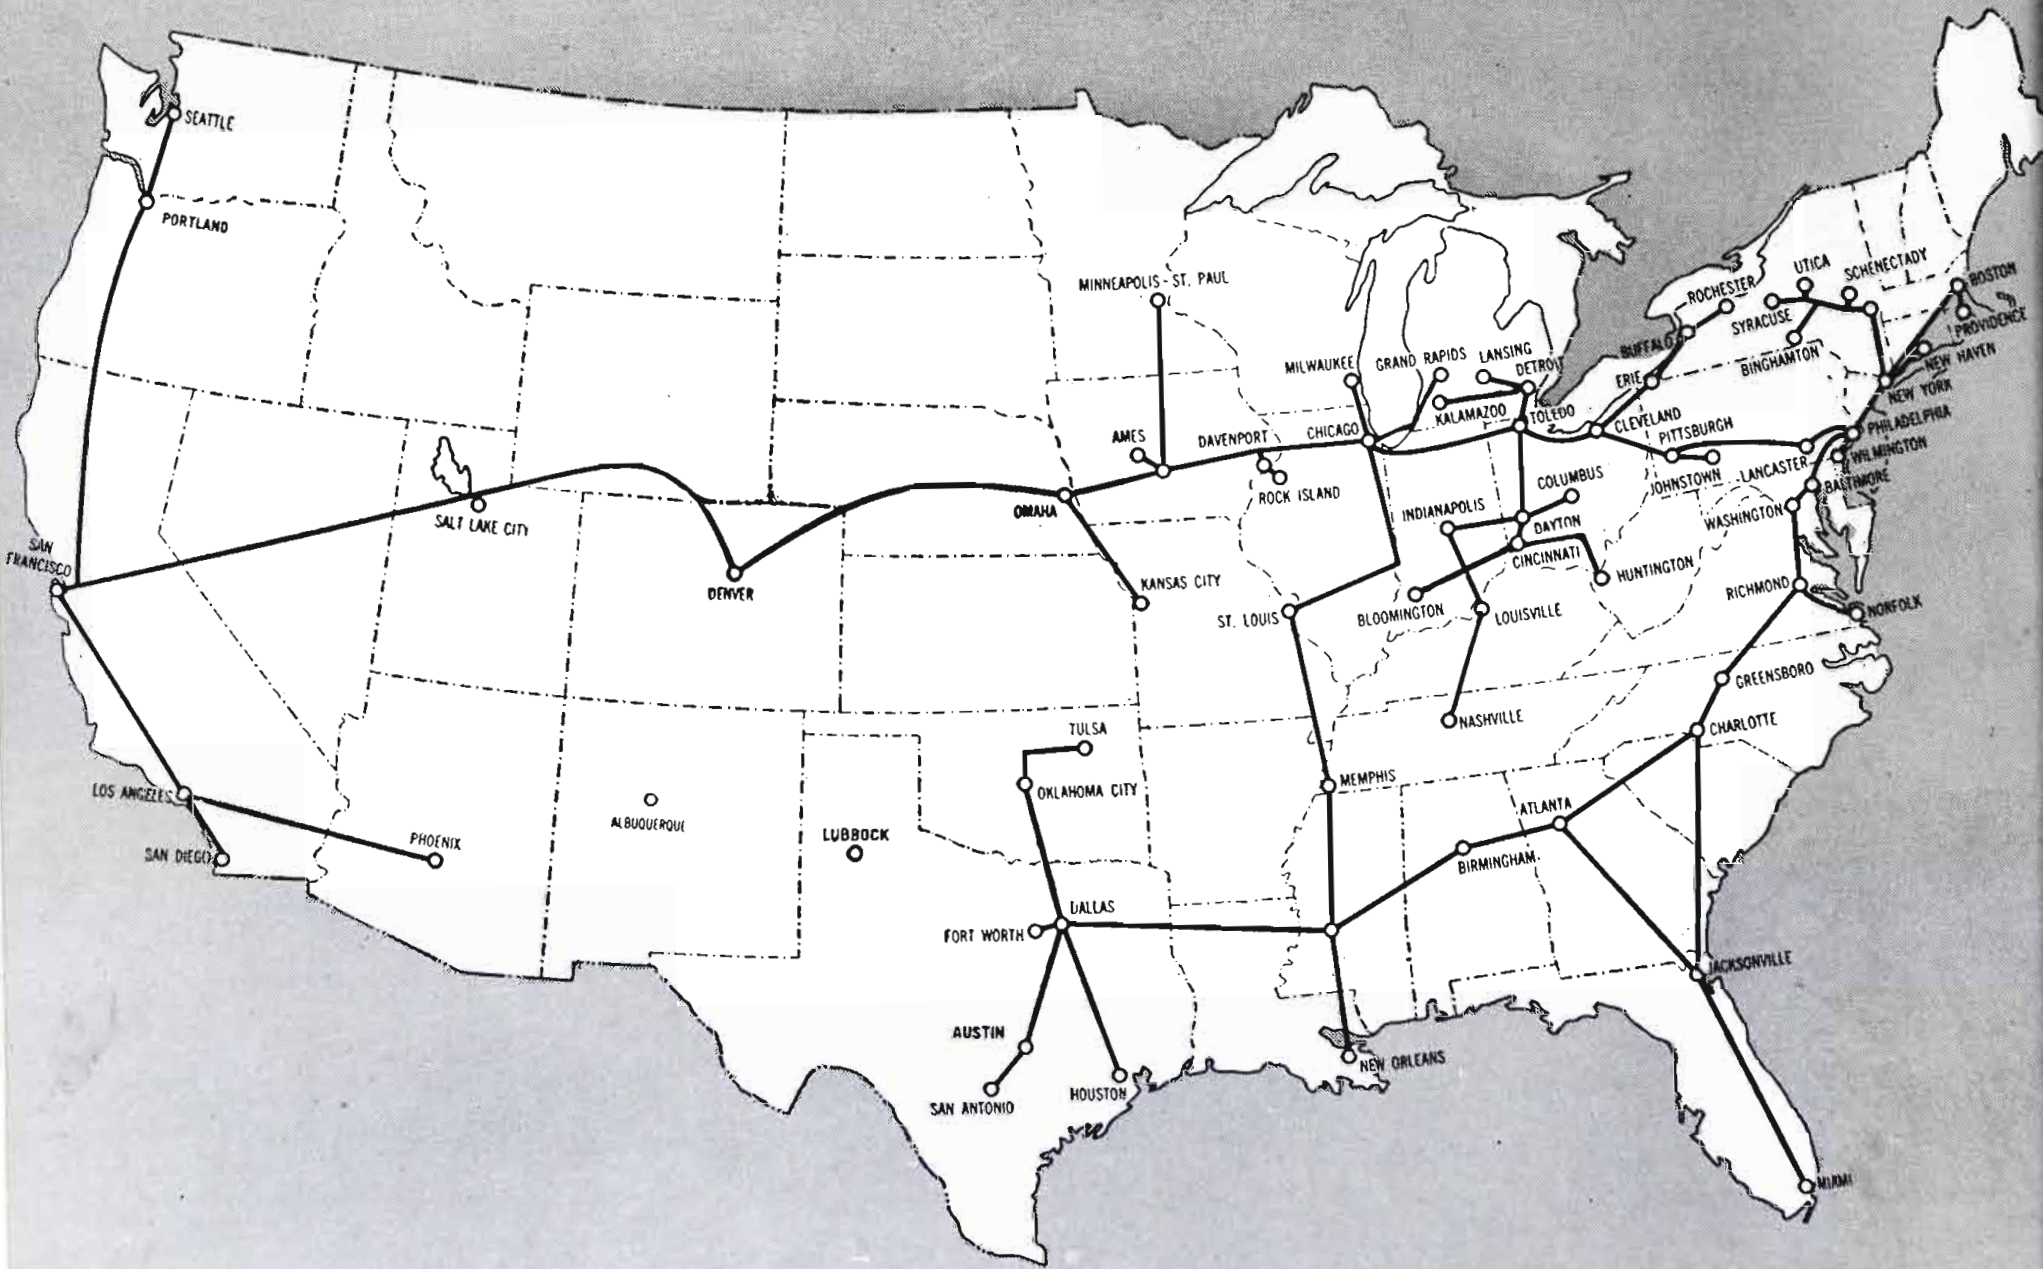 SEATTLE
PORTLAND
SAN
FRANCISCO
SALT LAKE CITY
DENVER
LOS ANGELES
SAN DIEGO
PHOENIX
ALBUQUERQUE
LUBBOCK
OMAHA
KANSAS CITY
MINNEAPOLIS - ST. PAUL
AMES
DAVENPORT
ROCK ISLAND
TULSA
OKLAHOMA CITY
DALLAS
FORT WORTH
AUSTIN
SAN ANTONIO
HOUSTON
MILWAUKEE
GRAND RAPIDS
LANSING
DETROIT
KALAMAZOO
CHICAGO
TOLEDO
CLEVELAND
ERIE
BUFFALO
ROCHESTER
SYRACUSE
UTICA
SCHENECTADY
BINGHAMTON
BOSTON
PROVIDENCE
NEW HAVEN
NEW YORK
PHILADELPHIA
WILMINGTON
BALTIMORE
LANCASTER
PITTSBURGH
JOHNSTOWN
WASHINGTON
COLUMBUS
INDIANAPOLIS
DAYTON
CINCINNATI
HUNTINGTON
BLOOMINGTON
LOUISVILLE
ST. LOUIS
NASHVILLE
RICHMOND
NORFOLK
GREENSBORO
CHARLOTTE
MEMPHIS
ATLANTA
BIRMINGHAM
JACKSONVILLE
NEW ORLEANS
MIAMI